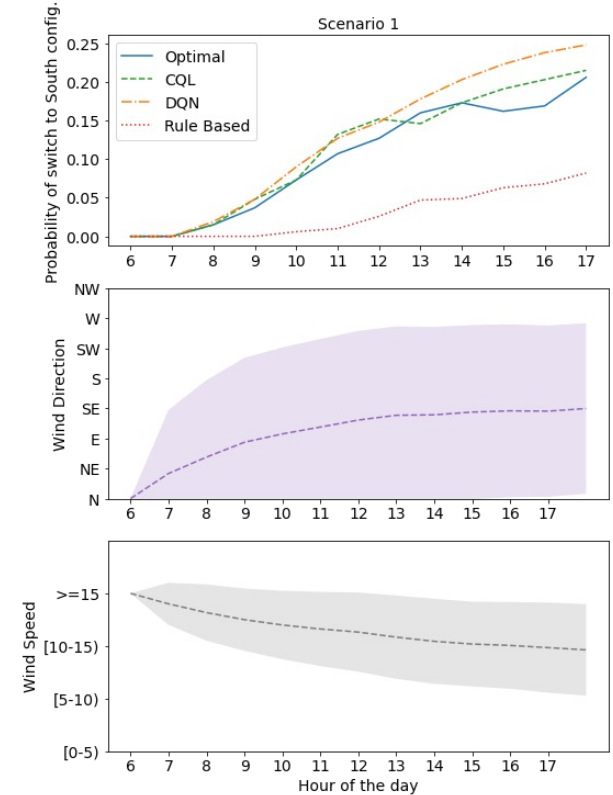 Scenario 1
Probability of switch to South config.
0.25
0.20
0.15
0.10
0.05
0.00
Optimal
CQL
DQN
Rule Based
6 7 8 9 10 11 12 13 14 15 16 17
Wind Direction
NW
W
SW
S
SE
E
NE
N
6 7 8 9 10 11 12 13 14 15 16 17
Wind Speed
>=15
[10-15)
[5-10)
[0-5)
6 7 8 9 10 11 12 13 14 15 16 17
Hour of the day